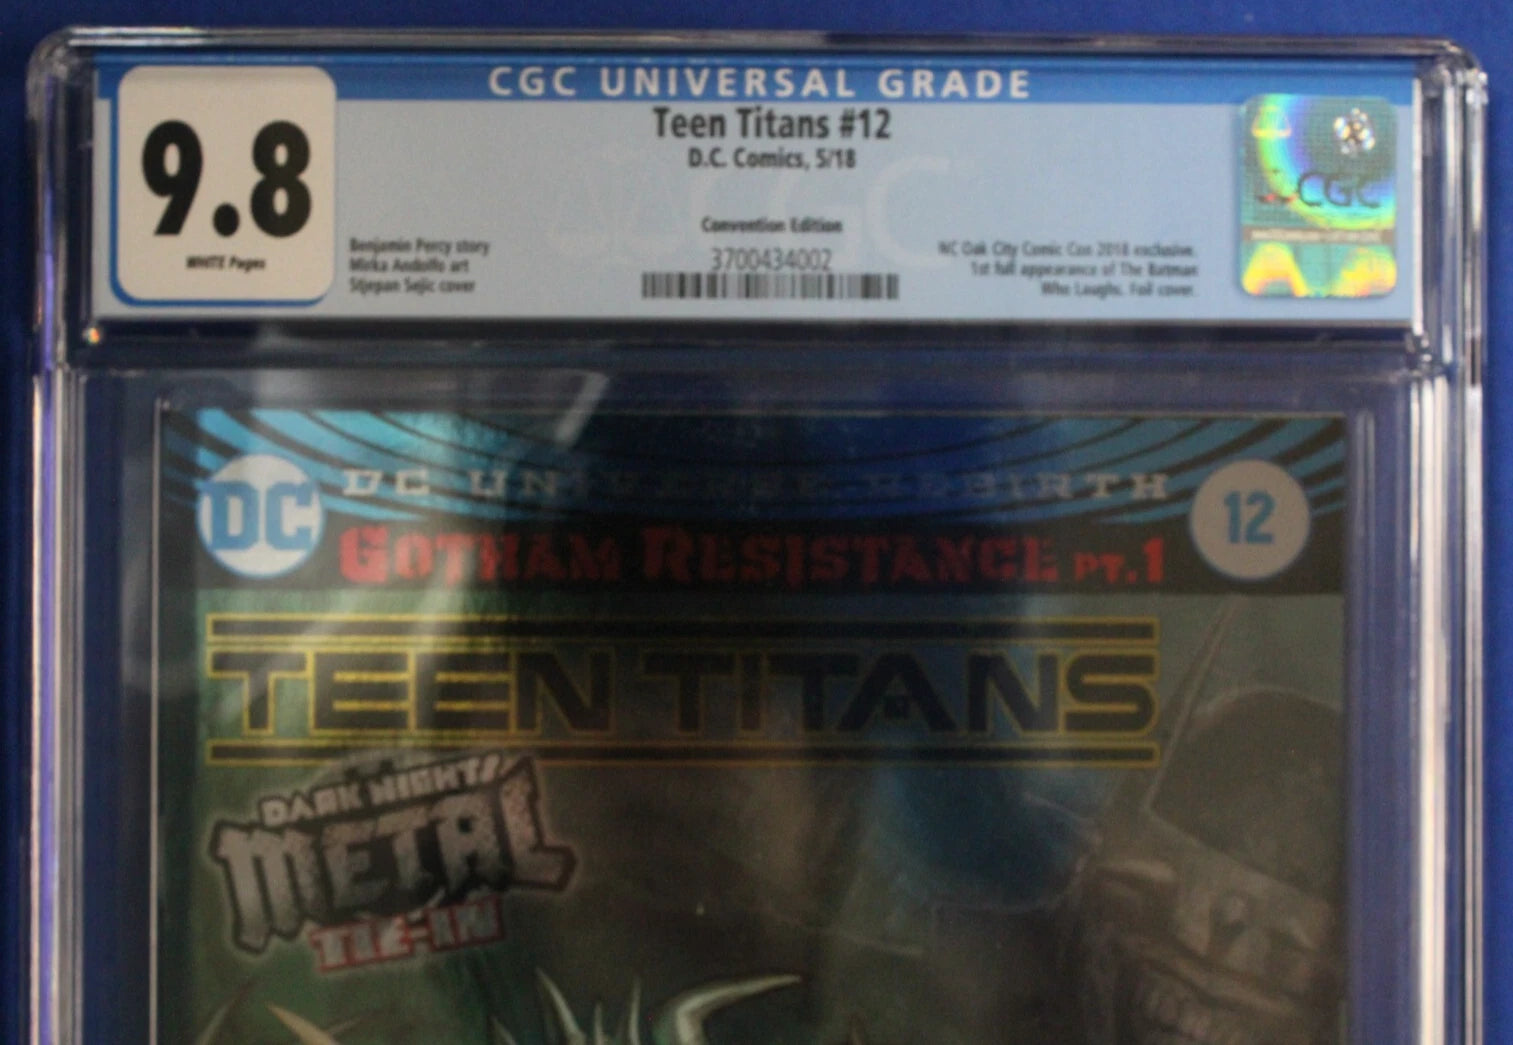 CGC UNIVERSAL GRADE
9.8
WHITE Pages
Teen Titans #12
D.C. Comics, 5/18
Convention Edition
3700434002
Benjamin Percy story
Mirka Andolfo art
Stjepan Sejic cover
NC Oak City Comic Con 2018 exclusive.
1st full appearance of The Batman
Who Laughs. Foil cover.
CGC
DC
DC UNIVERSE REBIRTH
12
GOTHAM RESISTANCE PT.1
TEEN TITANS
DARK NIGHTS
METAL
TIE-IN